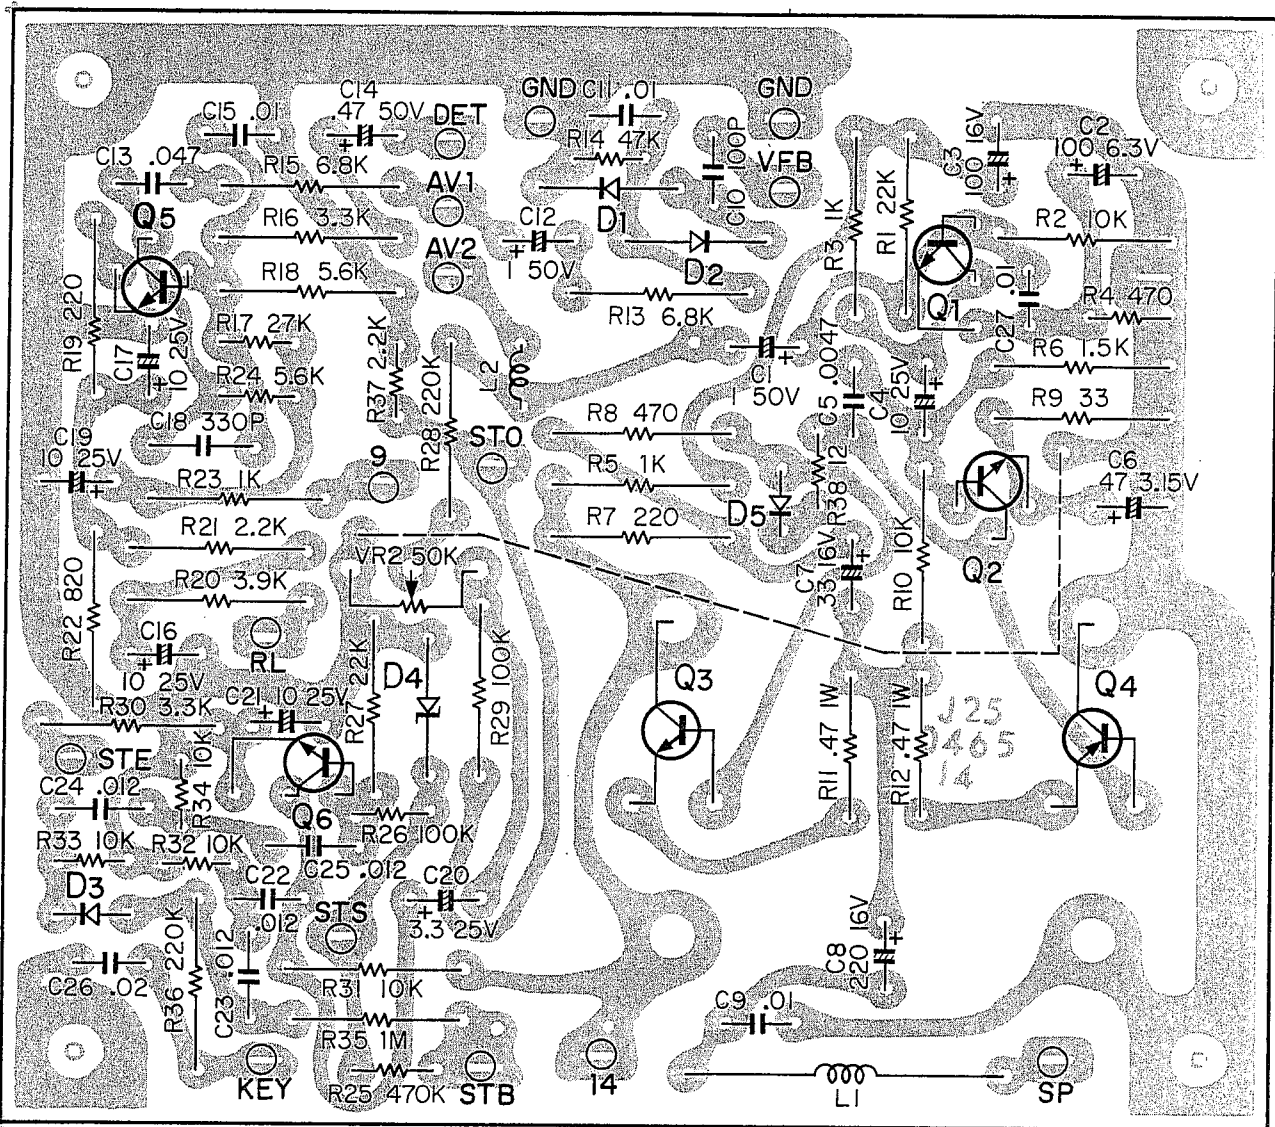 C15 .01
C14
.47 50V
DET
GND
C11 .01
GND
C13 .047
R15 6.8K
R14 47K
C10 100P
VFB
C3
100 16V
C2
100 6.3V
Q5
R16 3.3K
AV1
D1
C12
1 50V
D2
R3 1K
R1 22K
R2 10K
R18 5.6K
AV2
Q1
C27 .01
R4 470
R19 220
C17
10 25V
R17 27K
R13 6.8K
R6 1.5K
R24 5.6K
R37 2.2K
R28 220K
L2
C1
1 50V
C5 .0047
C4
10 25V
R9 33
C18 330P
R8 470
C19
10 25V
STO
R23 1K
9
R5 1K
R38 12
C6
47 3.15V
D5
R21 2.2K
R7 220
Q2
VR2 50K
C7
33 16V
R10 10K
R20 3.9K
R22 820
C16
10 25V
RL
R27 22K
D4
R29 100K
Q3
Q4
C21 10 25V
R30 3.3K
J25
0465
14
STE
R34 10K
R11 .47 1W
R12 .47 1W
C24 .012
Q6
R26 100K
R33 10K
R32 10K
C25 .012
D3
C22
.012
STS
C20
3.3 25V
R36 220K
C23 .012
C8
220 16V
C26 .02
R31 10K
C9 .01
R35 1M
KEY
R25 470K
STB
14
L1
SP